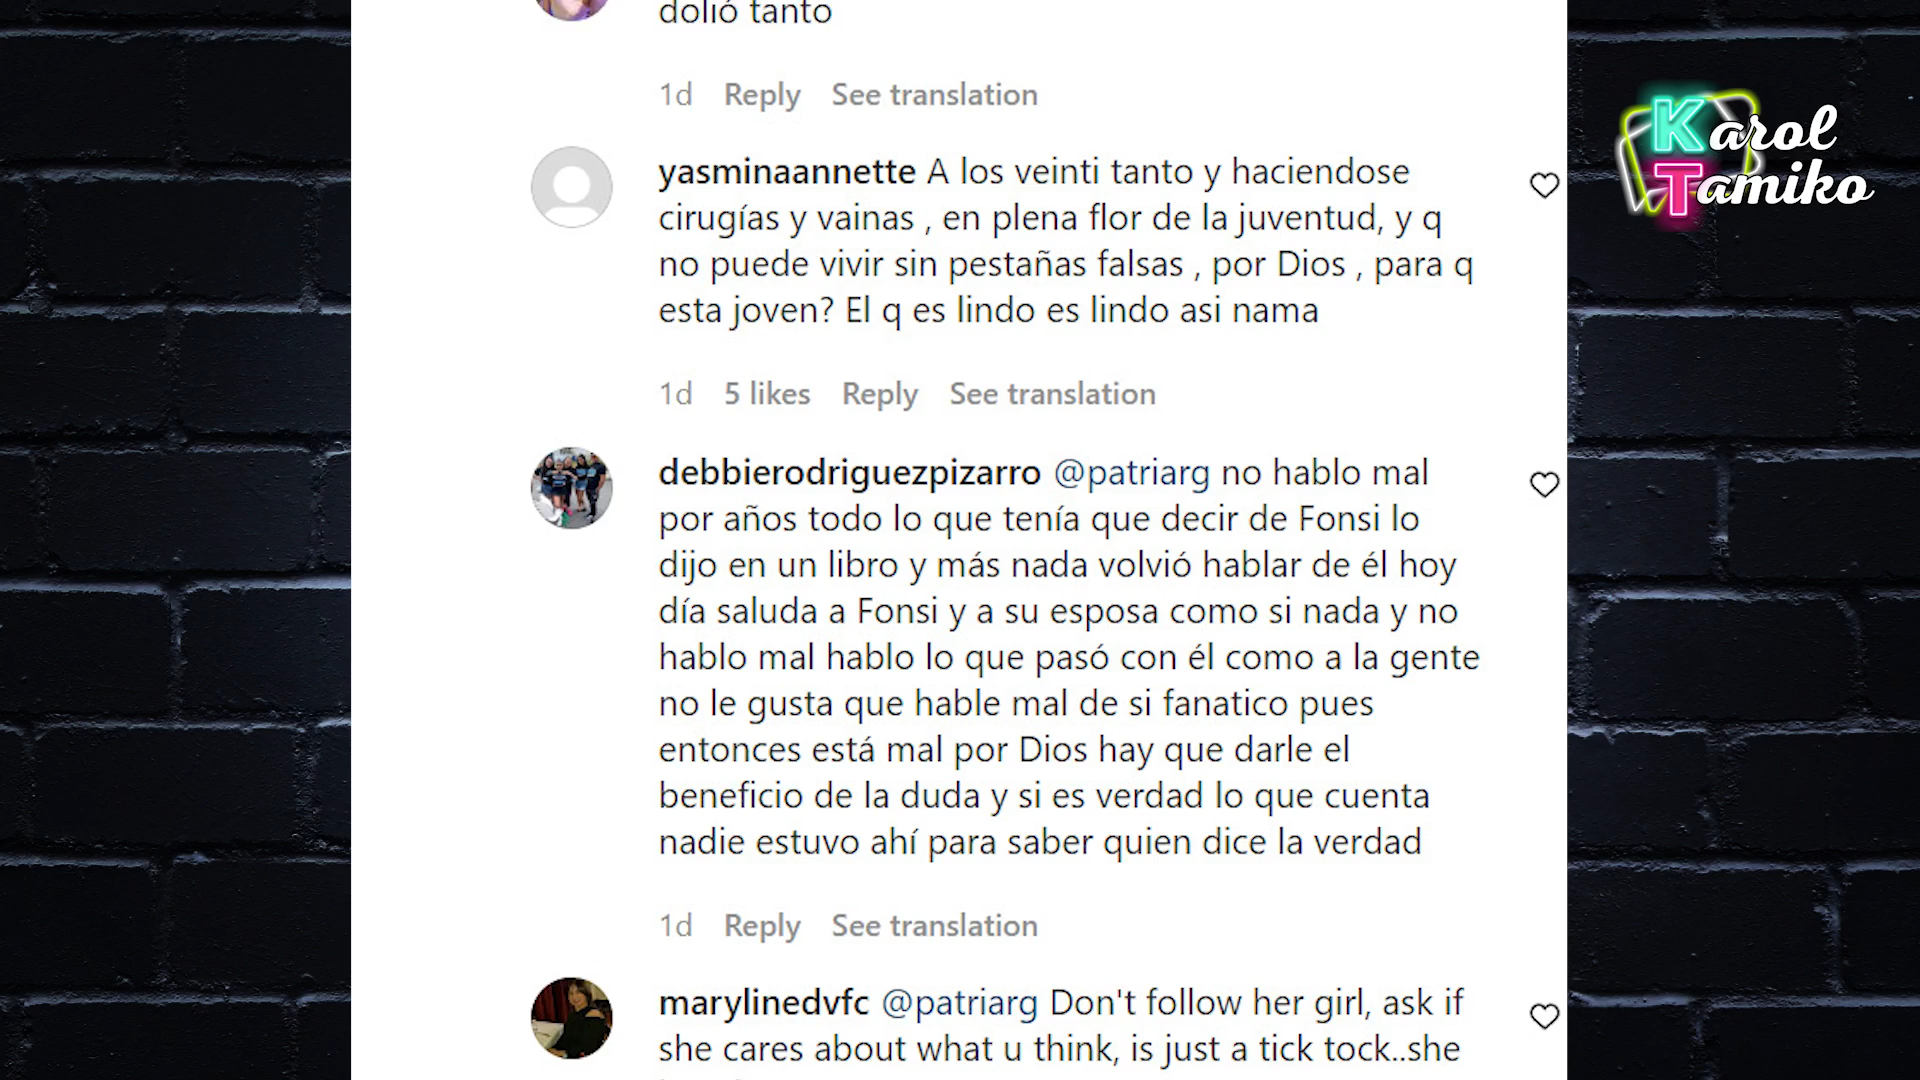 dolió tanto
1d Reply See translation
yasminaannette A los veinti tanto y haciendose
cirugías y vainas , en plena flor de la juventud, y q
no puede vivir sin pestañas falsas , por Dios , para q
esta joven? El q es lindo es lindo asi nama
1d 5 likes Reply See translation
debbierodriguezpizarro @patriarg no hablo mal
por años todo lo que tenía que decir de Fonsi lo
dijo en un libro y más nada volvió hablar de él hoy
día saluda a Fonsi y a su esposa como si nada y no
hablo mal hablo lo que pasó con él como a la gente
no le gusta que hable mal de si fanatico pues
entonces está mal por Dios hay que darle el
beneficio de la duda y si es verdad lo que cuenta
nadie estuvo ahí para saber quien dice la verdad
1d Reply See translation
marylinedvfc @patriarg Don't follow her girl, ask if
she cares about what u think, is just a tick tock..she
Karol
Tamiko